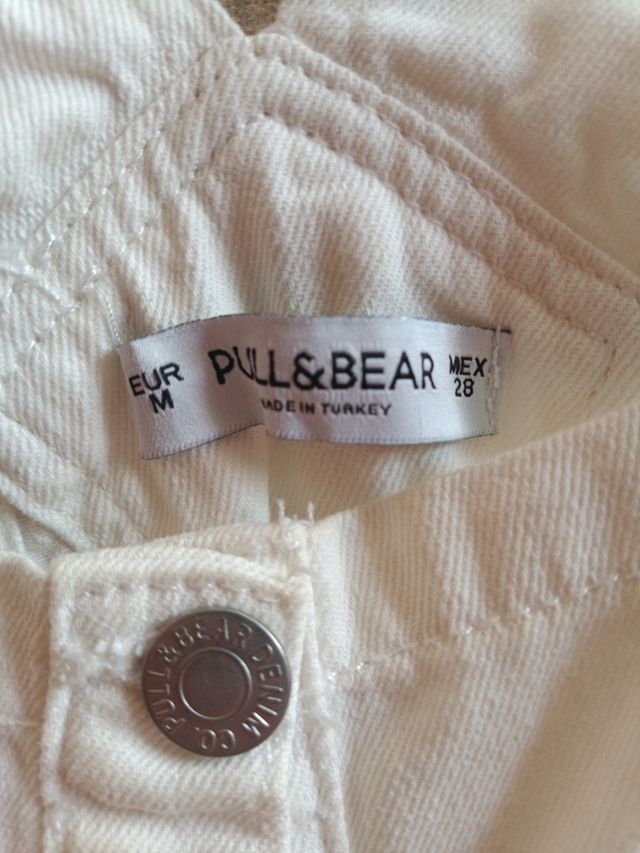 EUR
M
PULL&BEAR
MADE IN TURKEY
MEX
28
PULL&BEAR DENIM CO.